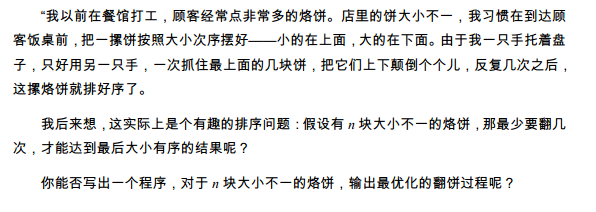 “我以前在餐馆打工，顾客经常点非常多的烙饼。店里的饼大小不一，我习惯在到达顾
客饭桌前，把一摞饼按照大小次序摆好——小的在上面，大的在下面。由于我一只手托着盘
子，只好用另一只手，一次抓住最上面的几块饼，把它们上下颠倒个个儿，反复几次之后，
这摞烙饼就排好序了。
我后来想，这实际上是个有趣的排序问题：假设有 n 块大小不一的烙饼，那最少要翻几
次，才能达到最后大小有序的结果呢？
你能否写出一个程序，对于 n 块大小不一的烙饼，输出最优化的翻饼过程呢？